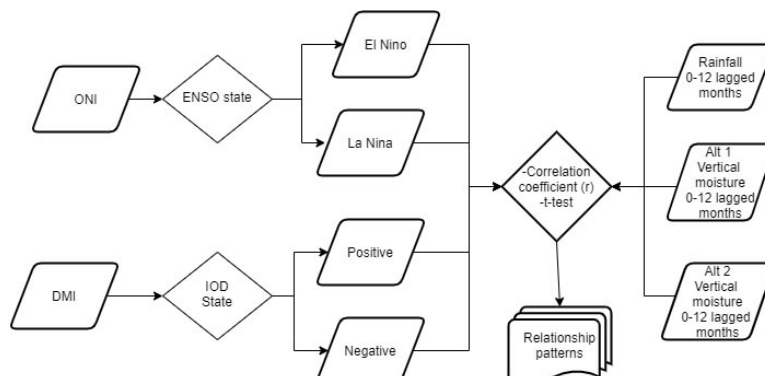 ONI
ENSO state
El Nino
La Nina
DMI
IOD
State
Positive
Negative
-Correlation
coefficient (r)
-t-test
Relationship
patterns
Rainfall
0-12 lagged
months
Alt 1
Vertical
moisture
0-12 lagged
months
Alt 2
Vertical
moisture
0-12 lagged
months